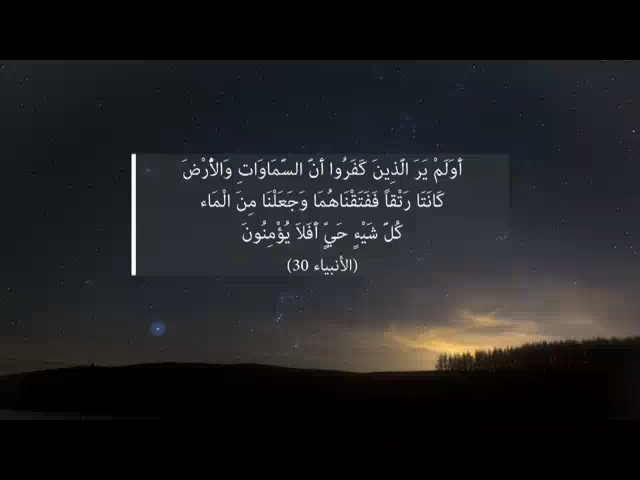 أَوَلَمْ يَرَ الَّذِينَ كَفَرُوا أَنَّ السَّمَاوَاتِ وَالْأَرْضَ
كَانَتَا رَتْقاً فَفَتَقْنَاهُمَا وَجَعَلْنَا مِنَ الْمَاء
كُلَّ شَيْءٍ حَيٍّ أَفَلَا يُؤْمِنُونَ
(الأنبياء 30)